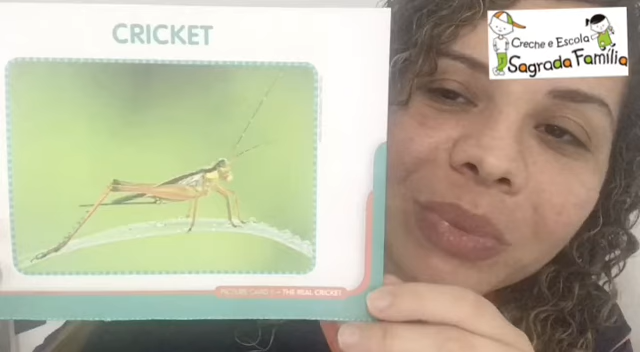 CRICKET
Creche e Escola
Sagrada Família
PICTURE CARD 1 - THE REAL CRICKET